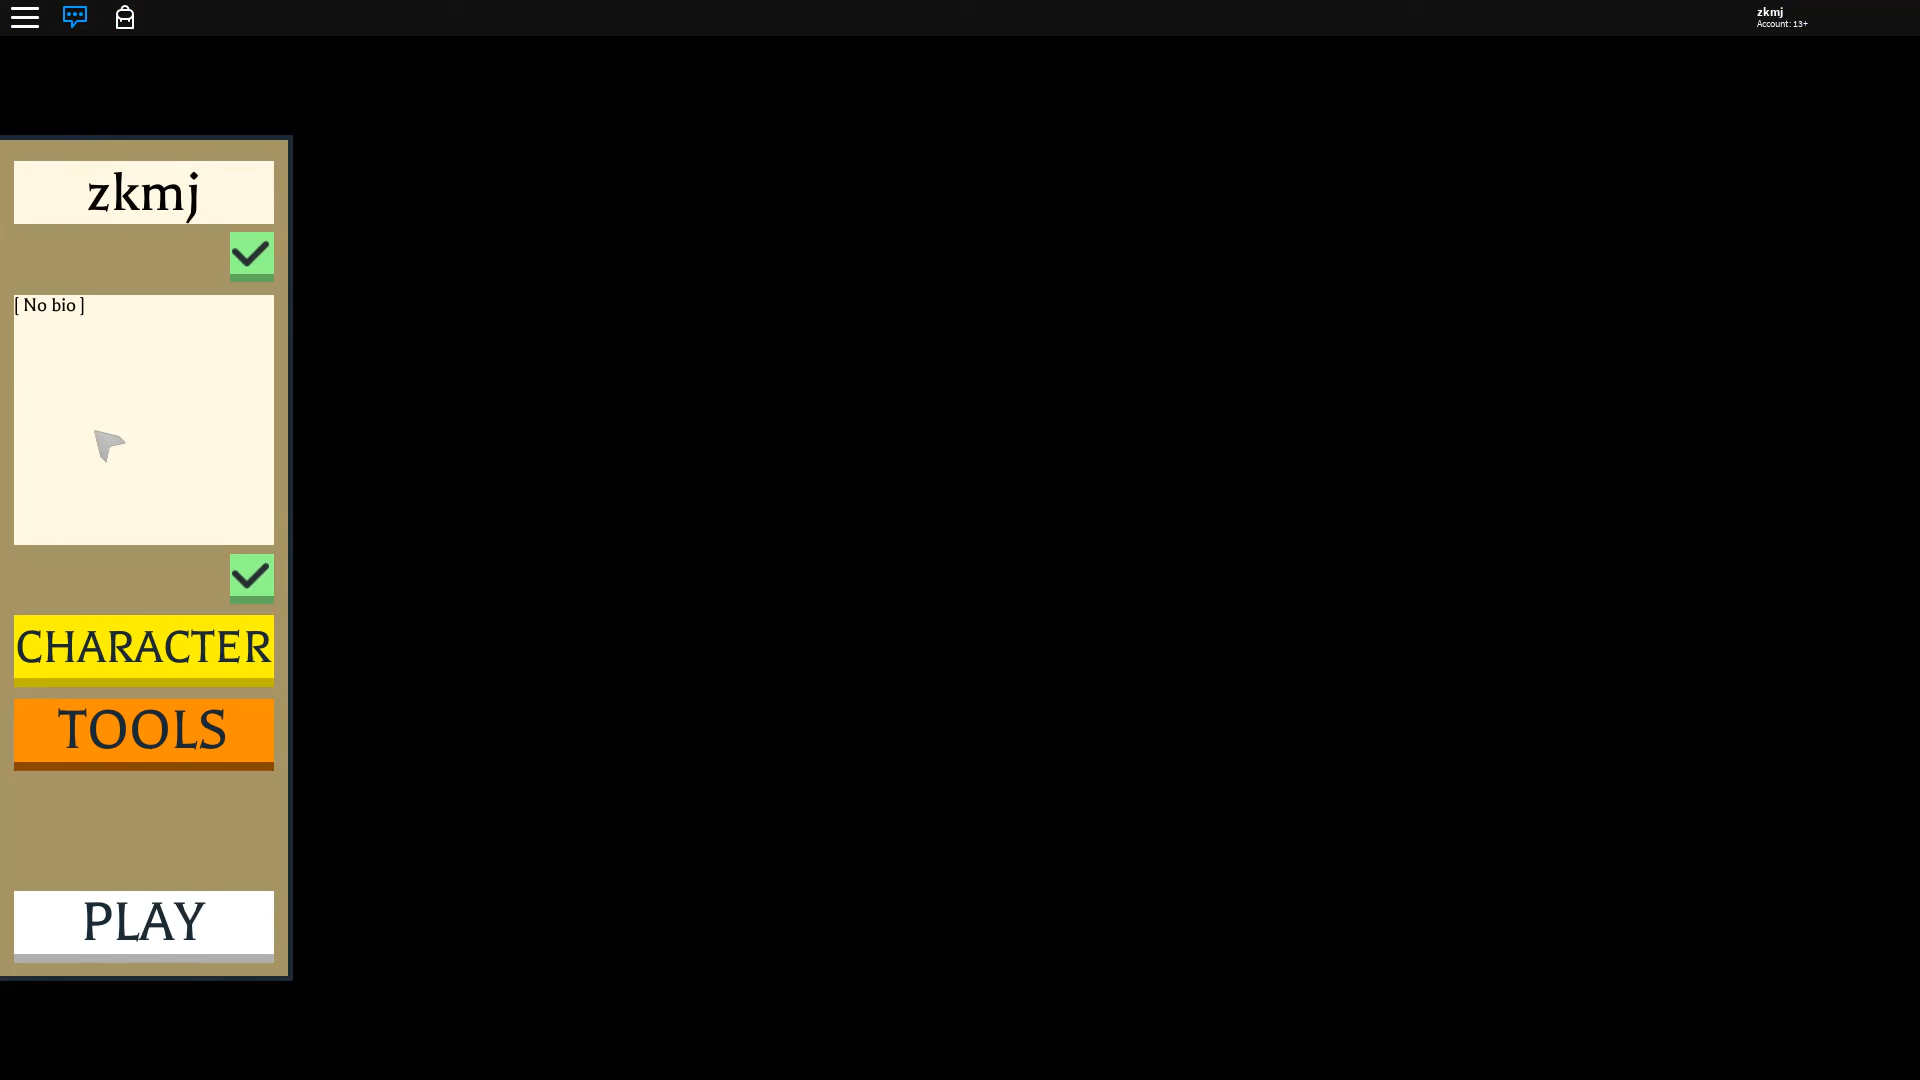 zkmj
Account: 13+
zkmj
[ No bio ]
CHARACTER
TOOLS
PLAY